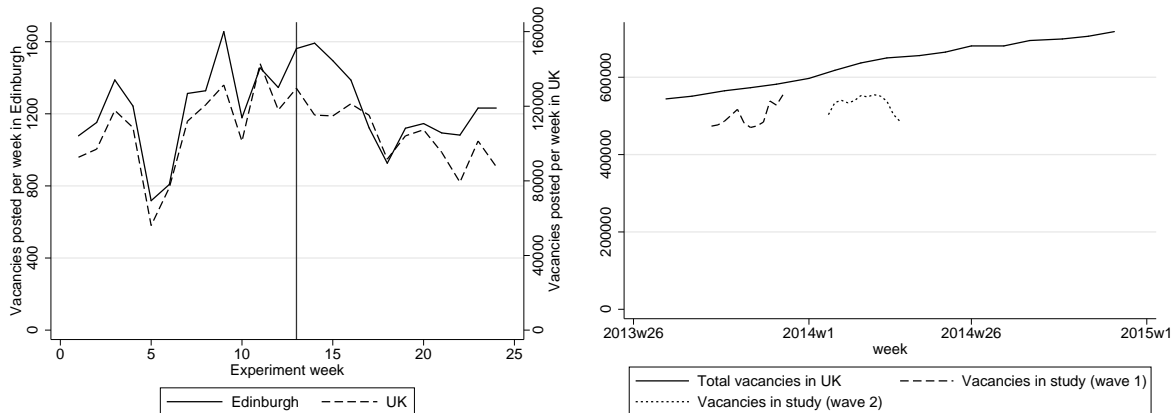 Vacancies posted per week in Edinburgh
0 400 800 1200 1600
0 40000 80000 120000 160000
Vacancies posted per week in UK
0 5 10 15 20 25
Experiment week
Edinburgh UK
0 200000 400000 600000
2013w26 2014w1 2014w26 2015w1
week
Total vacancies in UK Vacancies in study (wave 1)
Vacancies in study (wave 2)